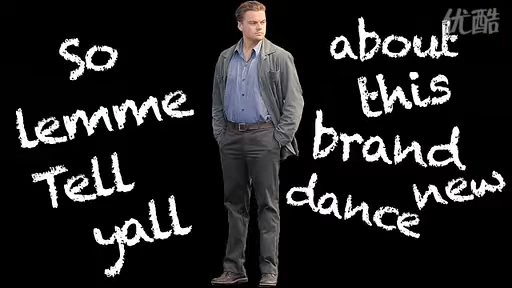 So
lemme
Tell
yall
about
this
brand
new
dance
优酷